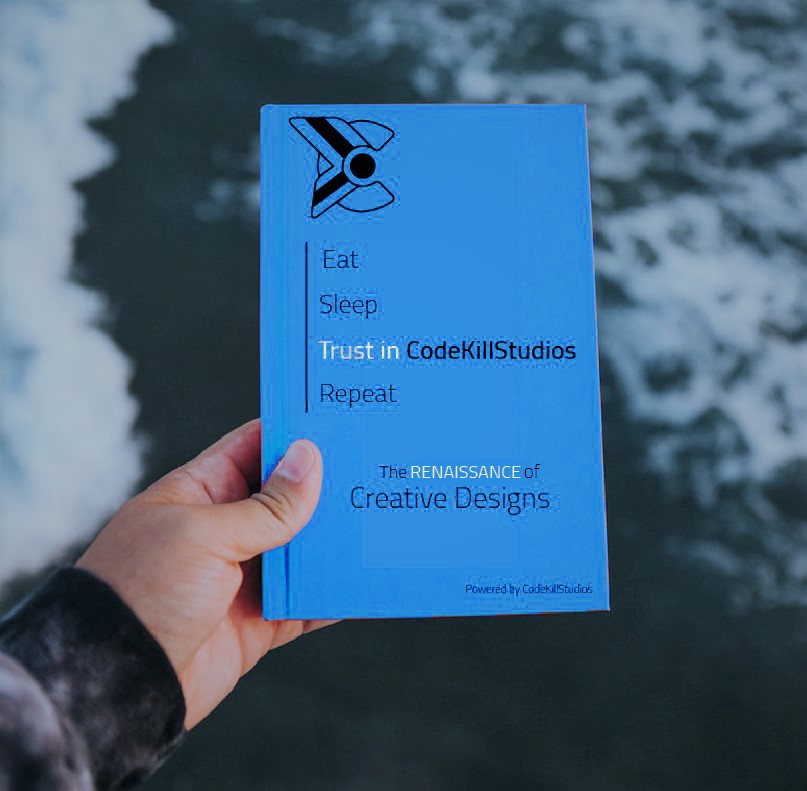 Eat
Sleep
Trust in CodeKillStudios
Repeat
The RENAISSANCE of
Creative Designs
Powered by CodeKillStudios